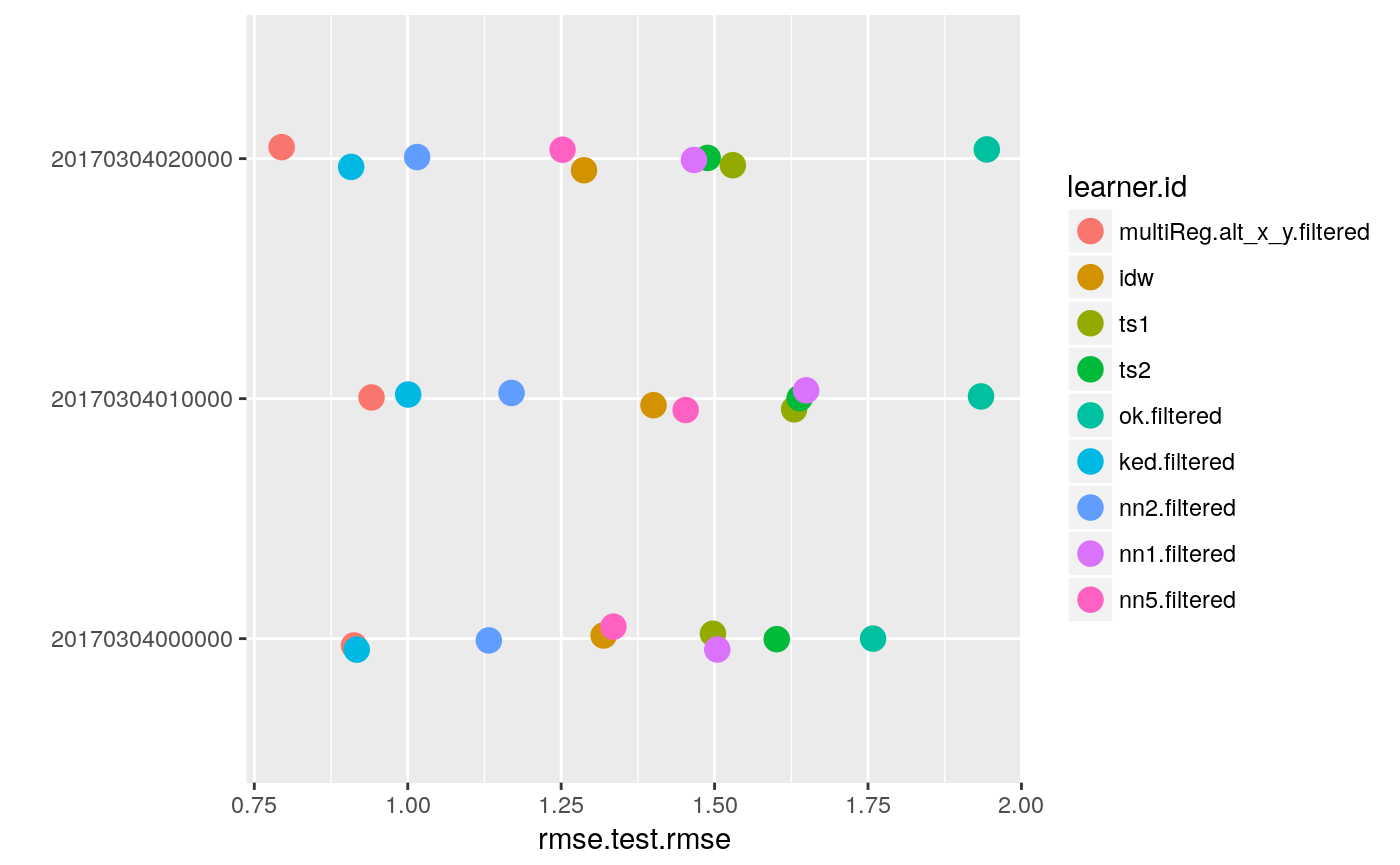 20170304020000
20170304010000
20170304000000
0.75 1.00 1.25 1.50 1.75 2.00
rmse.test.rmse
learner.id
multiReg.alt_x_y.filtered
idw
ts1
ts2
ok.filtered
ked.filtered
nn2.filtered
nn1.filtered
nn5.filtered